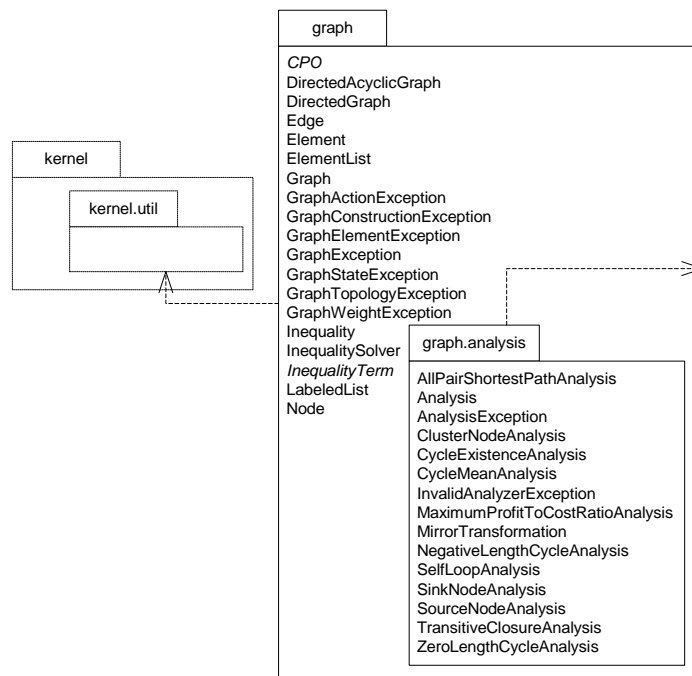 graph
CPO
DirectedAcyclicGraph
DirectedGraph
Edge
Element
ElementList
Graph
GraphActionException
GraphConstructionException
GraphElementException
GraphException
GraphStateException
GraphTopologyException
GraphWeightException
Inequality
InequalitySolver
InequalityTerm
LabeledList
Node
kernel
kernel.util
graph.analysis
AllPairShortestPathAnalysis
Analysis
AnalysisException
ClusterNodeAnalysis
CycleExistenceAnalysis
CycleMeanAnalysis
InvalidAnalyzerException
MaximumProfitToCostRatioAnalysis
MirrorTransformation
NegativeLengthCycleAnalysis
SelfLoopAnalysis
SinkNodeAnalysis
SourceNodeAnalysis
TransitiveClosureAnalysis
ZeroLengthCycleAnalysis